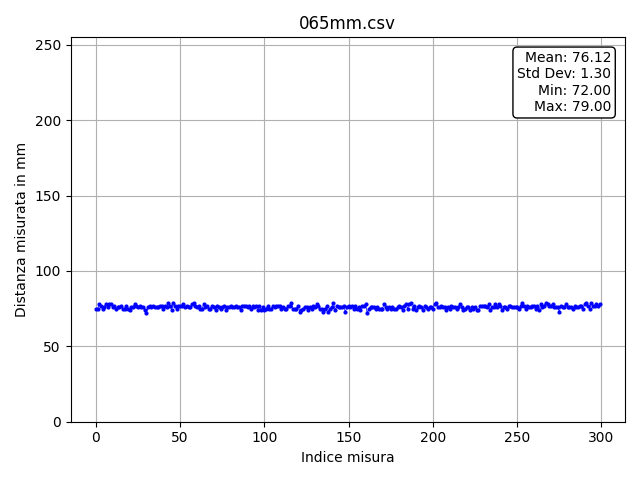 065mm.csv
Mean: 76.12
Std Dev: 1.30
Min: 72.00
Max: 79.00
Distanza misurata in mm
250
200
150
100
50
0
0 50 100 150 200 250 300
Indice misura